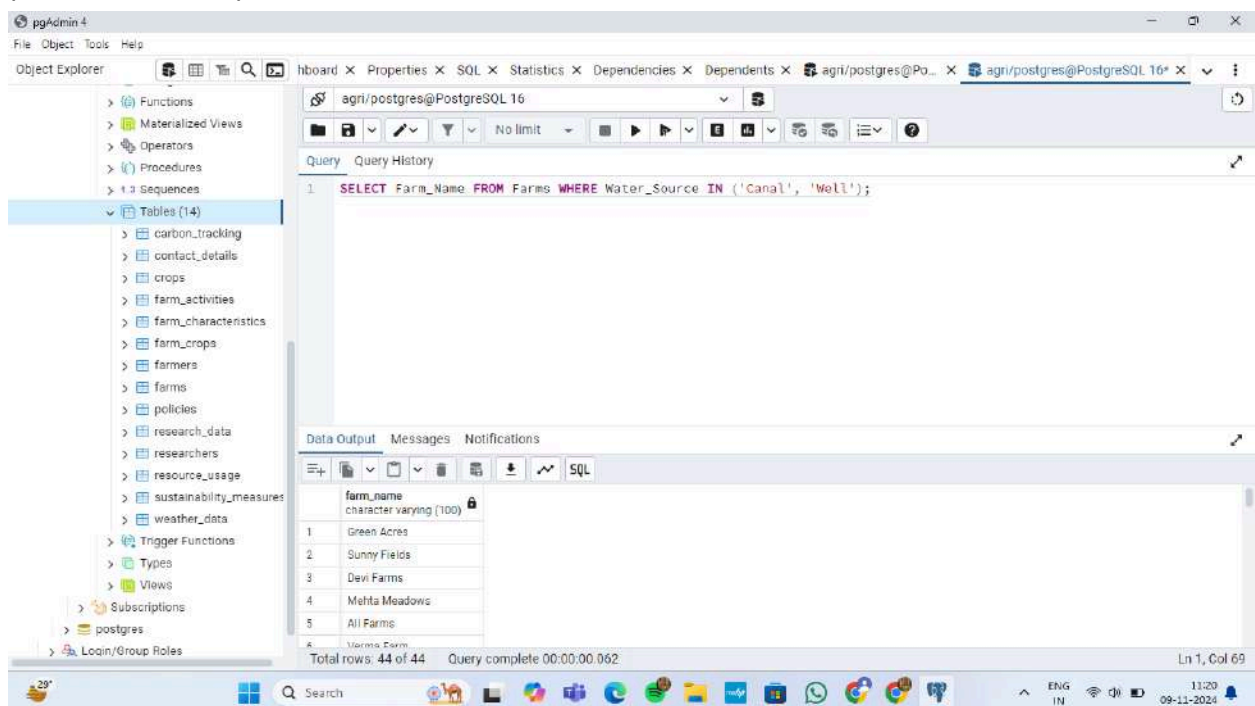 pgAdmin 4
File Object Tools Help
Object Explorer
hboard Properties SQL Statistics Dependencies Dependents agri/postgres@Po... agri/postgres@PostgreSQL 16*
Functions
Materialized Views
Operators
Procedures
1..3 Sequences
Tables (14)
carbon_tracking
contact_details
crops
farm_activities
farm_characteristics
farm_crops
farmers
farms
policies
research_data
researchers
resource_usage
sustainability_measures
weather_data
Trigger Functions
Types
Views
Subscriptions
postgres
Login/Group Roles
agri/postgres@PostgreSQL 16
No limit
Query Query History
1 SELECT Farm_Name FROM Farms WHERE Water_Source IN ('Canal', 'Well');
Data Output Messages Notifications
SQL
farm_name
character varying (100)
1 Green Acres
2 Sunny Fields
3 Devi Farms
4 Mehta Meadows
5 Ali Farms
6 Verma Farm
Total rows: 44 of 44 Query complete 00:00:00.062
Ln 1, Col 69
29°
Search
ENG
IN
11:20
09-11-2024